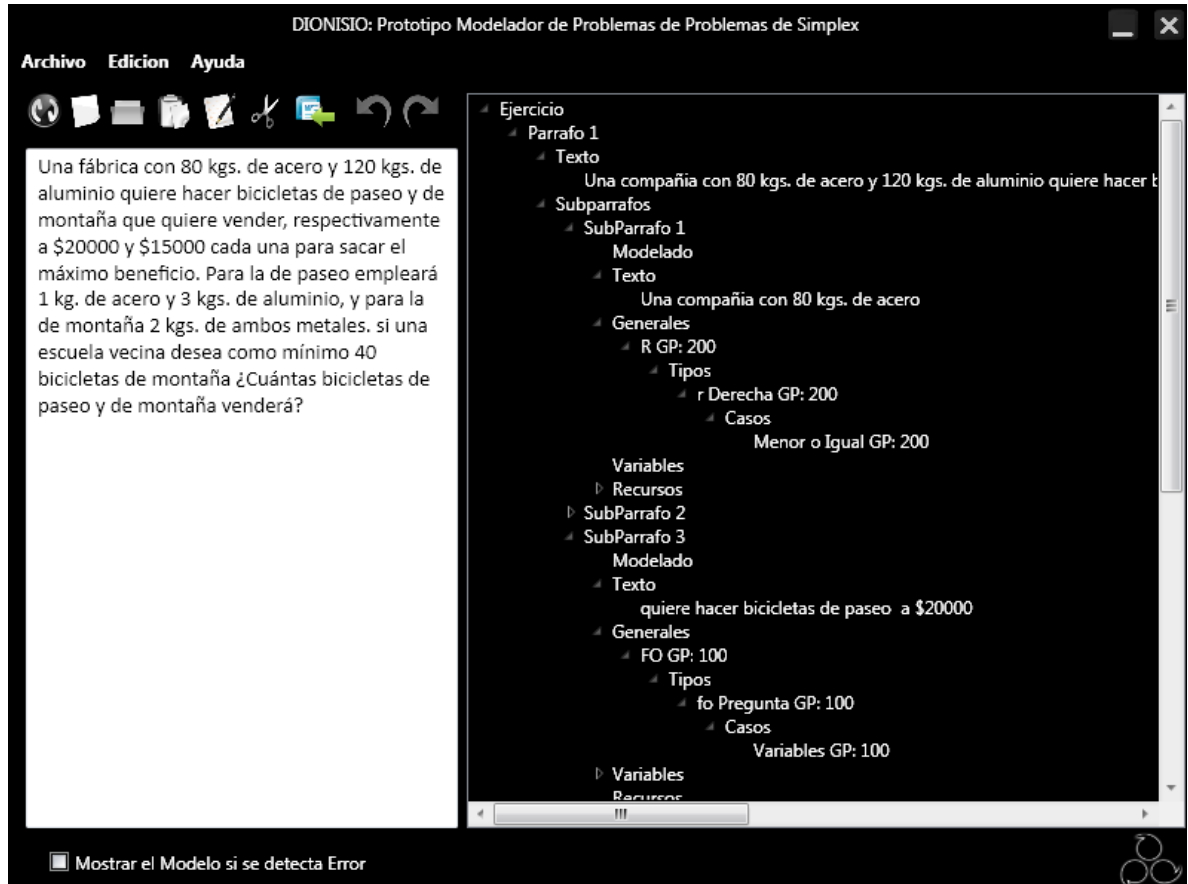 DIONISIO: Prototipo Modelador de Problemas de Problemas de Simplex
Archivo Edicion Ayuda
Una fábrica con 80 kgs. de acero y 120 kgs. de
aluminio quiere hacer bicicletas de paseo y de
montaña que quiere vender, respectivamente
a $20000 y $15000 cada una para sacar el
máximo beneficio. Para la de paseo empleará
1 kg. de acero y 3 kgs. de aluminio, y para la
de montaña 2 kgs. de ambos metales. si una
escuela vecina desea como mínimo 40
bicicletas de montaña ¿Cuántas bicicletas de
paseo y de montaña venderá?
Ejercicio
Parrafo 1
Texto
Una compañia con 80 kgs. de acero y 120 kgs. de aluminio quiere hacer b
Subparrafos
SubParrafo 1
Modelado
Texto
Una compañia con 80 kgs. de acero
Generales
R GP: 200
Tipos
r Derecha GP: 200
Casos
Menor o Igual GP: 200
Variables
Recursos
SubParrafo 2
SubParrafo 3
Modelado
Texto
quiere hacer bicicletas de paseo a $20000
Generales
FO GP: 100
Tipos
fo Pregunta GP: 100
Casos
Variables GP: 100
Variables
Recursos
Mostrar el Modelo si se detecta Error